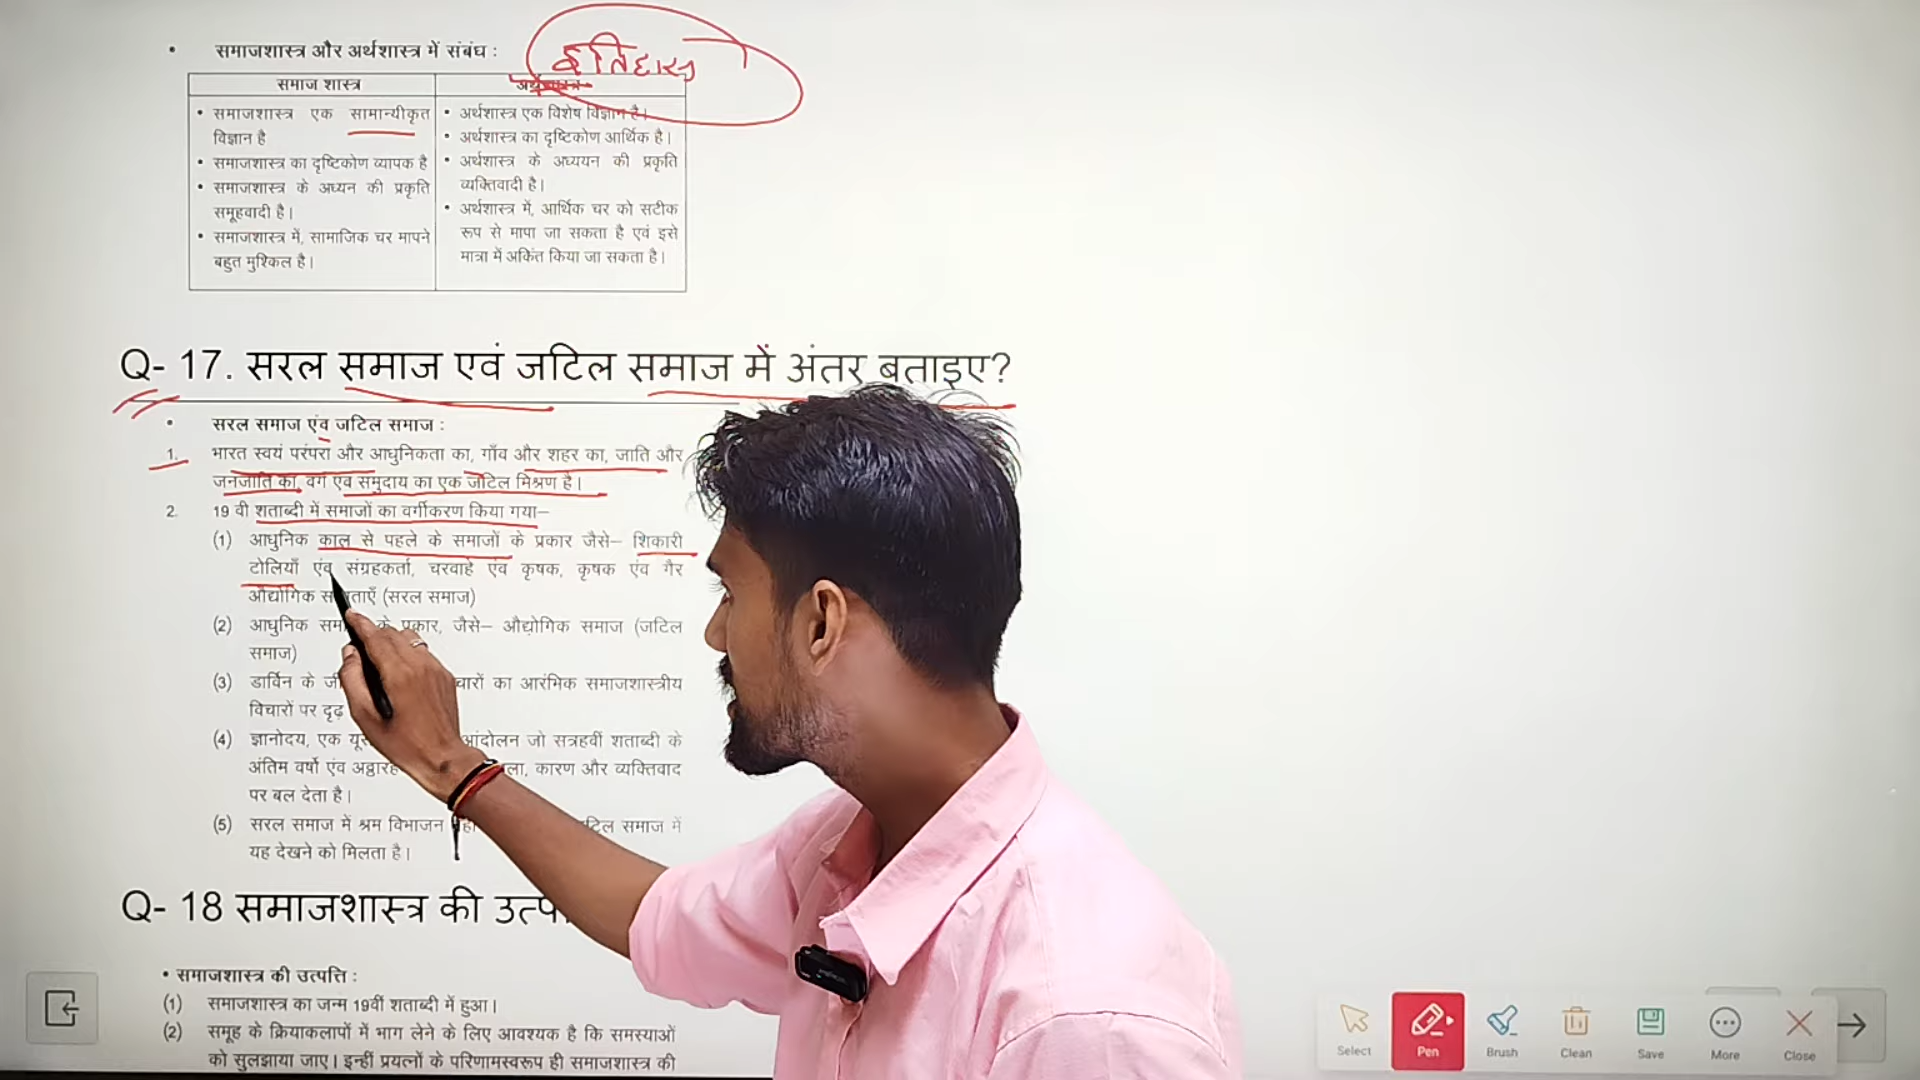 • समाजशास्त्र और अर्थशास्त्र में संबंध :
इतिहास
समाज शास्त्र
अर्थशास्त्र
• समाजशास्त्र एक सामान्यीकृत
विज्ञान है
• समाजशास्त्र का दृष्टिकोण व्यापक है
• समाजशास्त्र के अध्यन की प्रकृति
समूहवादी है।
• समाजशास्त्र में, सामाजिक चर मापने
बहुत मुश्किल है।
• अर्थशास्त्र एक विशेष विज्ञान है।
• अर्थशास्त्र का दृष्टिकोण आर्थिक है।
• अर्थशास्त्र के अध्ययन की प्रकृति
व्यक्तिवादी है।
• अर्थशास्त्र में, आर्थिक चर को सटीक
रूप से मापा जा सकता है एवं इसे
मात्रा में अकिंत किया जा सकता है।
Q- 17. सरल समाज एवं जटिल समाज में अंतर बताइए?
• सरल समाज एंव जटिल समाज :
1. भारत स्वयं परंपरा और आधुनिकता का, गाँव और शहर का, जाति और
जनजाति का, वर्ग एंव समुदाय का एक जटिल मिश्रण है।
2. 19 वी शताब्दी में समाजों का वर्गीकरण किया गया–
(1) आधुनिक काल से पहले के समाजों के प्रकार जैसे– शिकारी
टोलियाँ एंव संग्रहकर्ता, चरवाहे एंव कृषक, कृषक एंव गैर
औद्योगिक (सरल समाज)
(2) आधुनिक के प्रकार, जैसे– औद्योगिक समाज (जटिल
समाज)
(3) डार्विन के का आरंभिक समाजशास्त्रीय
विचारों पर दृढ़
(4) ज्ञानोदय, एक आंदोलन जो सत्रहवीं शताब्दी के
अंतिम वर्षो एंव कारण और व्यक्तिवाद
पर बल देता है।
(5) सरल समाज में श्रम विभाजन समाज में
यह देखने को मिलता है।
Q- 18 समाजशास्त्र की
• समाजशास्त्र की उत्पत्ति :
(1) समाजशास्त्र का जन्म 19वीं शताब्दी में हुआ।
(2) समूह के क्रियाकलापों में भाग लेने के लिए आवश्यक है कि समस्याओं
को सुलझाया जाए। इन्हीं प्रयत्नों के परिणामस्वरूप ही समाजशास्त्र की
Select
Pen
Brush
Clean
Save
More
Close